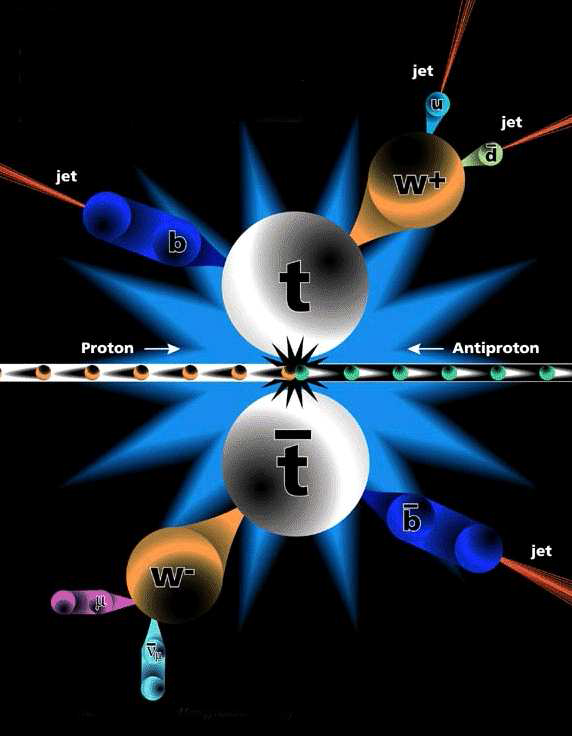 jet
u
jet
d̅
W⁺
jet
b
t
Proton
Antiproton
t̅
b̅
jet
W⁻
μ
ν̅μ